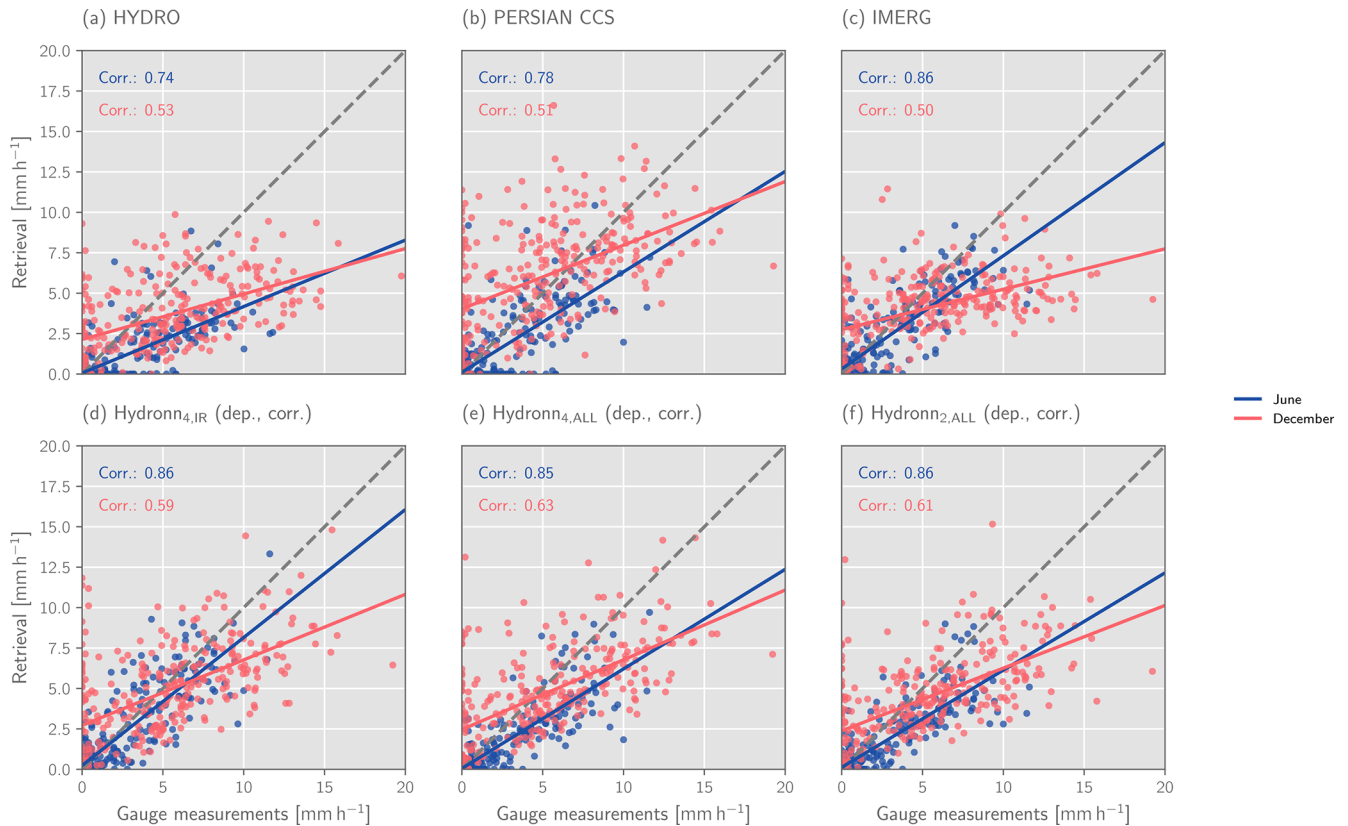 (a) HYDRO
(b) PERSIAN CCS
(c) IMERG
20.0
17.5
15.0
12.5
10.0
7.5
5.0
2.5
0.0
Retrieval [mm h⁻¹]
Corr.: 0.74
Corr.: 0.53
Corr.: 0.78
Corr.: 0.51
Corr.: 0.86
Corr.: 0.50
June
December
(d) Hydronn₄,IR (dep., corr.)
(e) Hydronn₄,ALL (dep., corr.)
(f) Hydronn₂,ALL (dep., corr.)
20.0
17.5
15.0
12.5
10.0
7.5
5.0
2.5
0.0
Retrieval [mm h⁻¹]
Corr.: 0.86
Corr.: 0.59
Corr.: 0.85
Corr.: 0.63
Corr.: 0.86
Corr.: 0.61
0 5 10 15 20
0 5 10 15 20
0 5 10 15 20
Gauge measurements [mm h⁻¹]
Gauge measurements [mm h⁻¹]
Gauge measurements [mm h⁻¹]